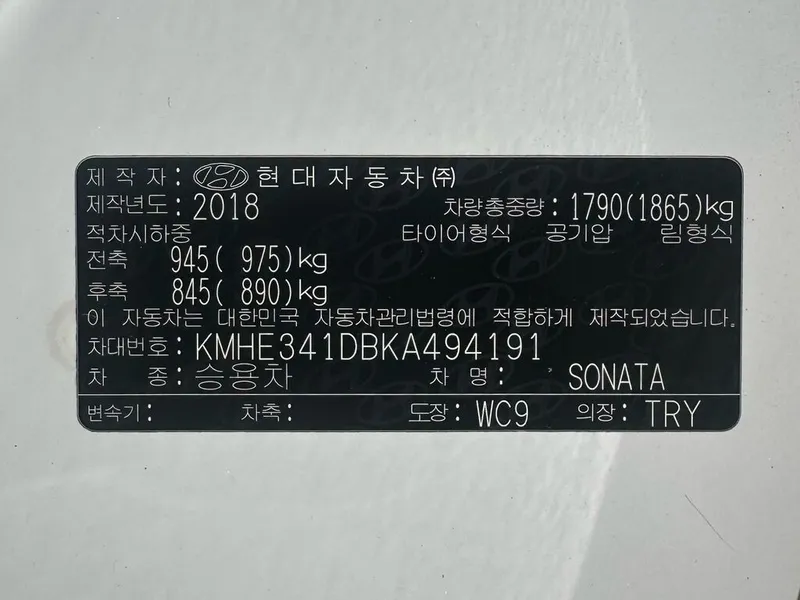 제 작 자 : 현대자동차㈜
제작년도 : 2018 차량총중량 : 1790(1865)kg
적차시하중 타이어형식 공기압 림형식
전축 945( 975)kg
후축 845( 890)kg
이 자동차는 대한민국 자동차관리법령에 적합하게 제작되었습니다.
차대번호 : KMHE341DBKA494191
차 종 : 승용차 차 명 : SONATA
변속기 : 차축 : 도장 : WC9 의장 : TRY